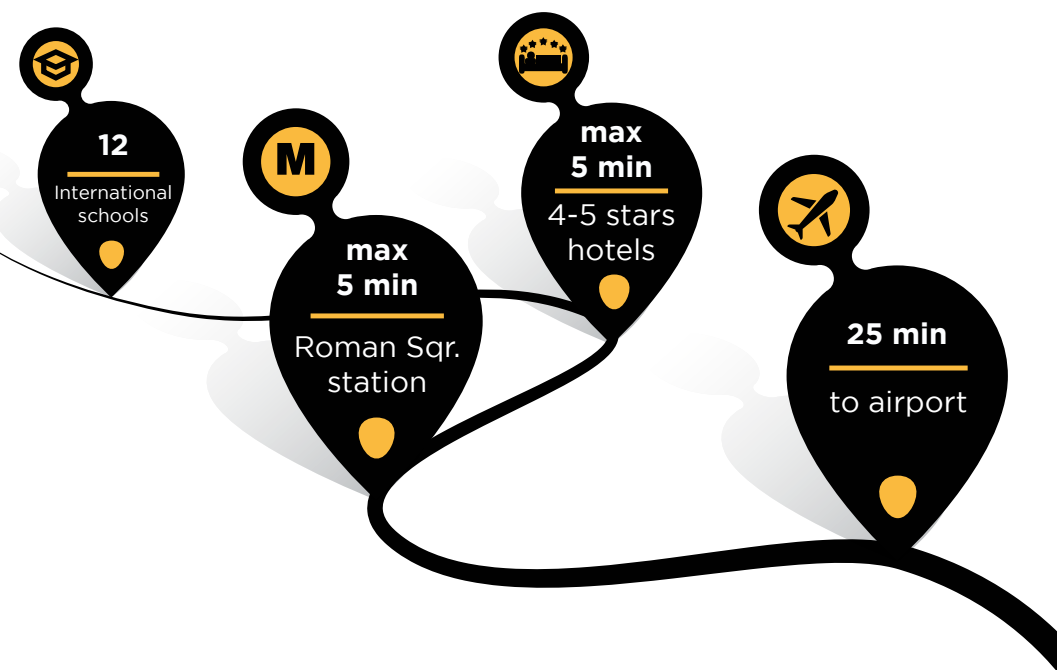 12
International
schools
M
max
5 min
Roman Sqr.
station
max
5 min
4-5 stars
hotels
25 min
to airport